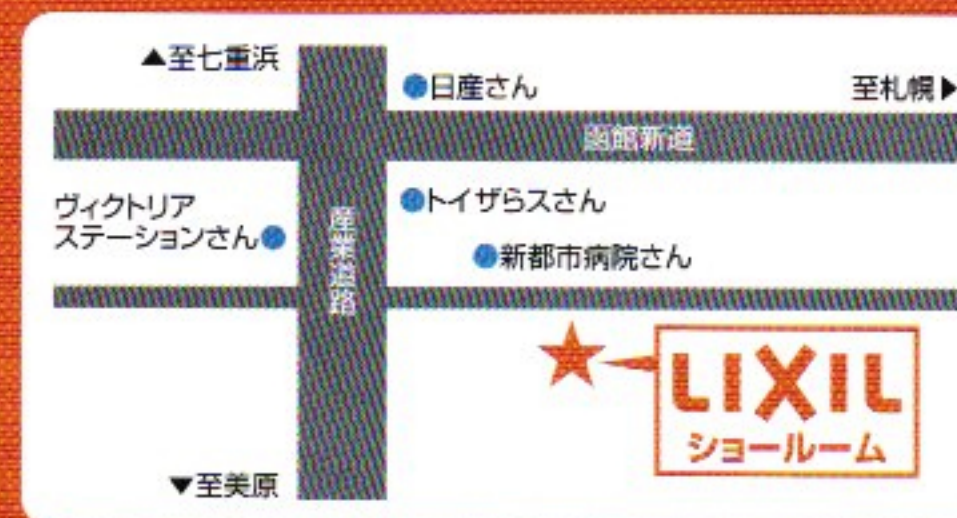 ▲至七重浜
●日産さん
至札幌▶
函館新道
ヴィクトリア
ステーションさん●
産業道路
●トイザらスさん
●新都市病院さん
LIXIL
ショールーム
▼至美原